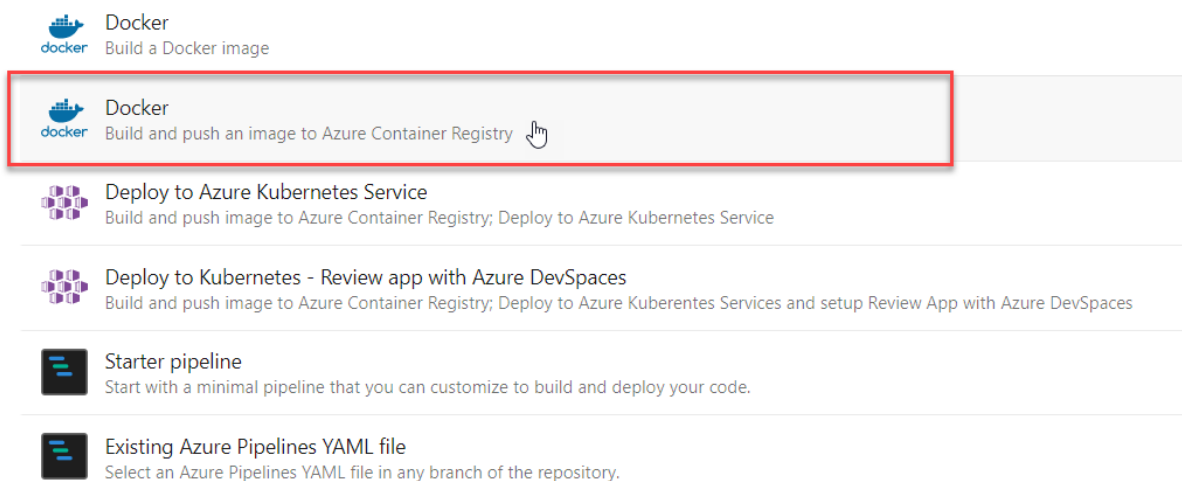 Docker
docker Build a Docker image
Docker
docker Build and push an image to Azure Container Registry
Deploy to Azure Kubernetes Service
Build and push image to Azure Container Registry; Deploy to Azure Kubernetes Service
Deploy to Kubernetes - Review app with Azure DevSpaces
Build and push image to Azure Container Registry; Deploy to Azure Kuberentes Services and setup Review App with Azure DevSpaces
Starter pipeline
Start with a minimal pipeline that you can customize to build and deploy your code.
Existing Azure Pipelines YAML file
Select an Azure Pipelines YAML file in any branch of the repository.